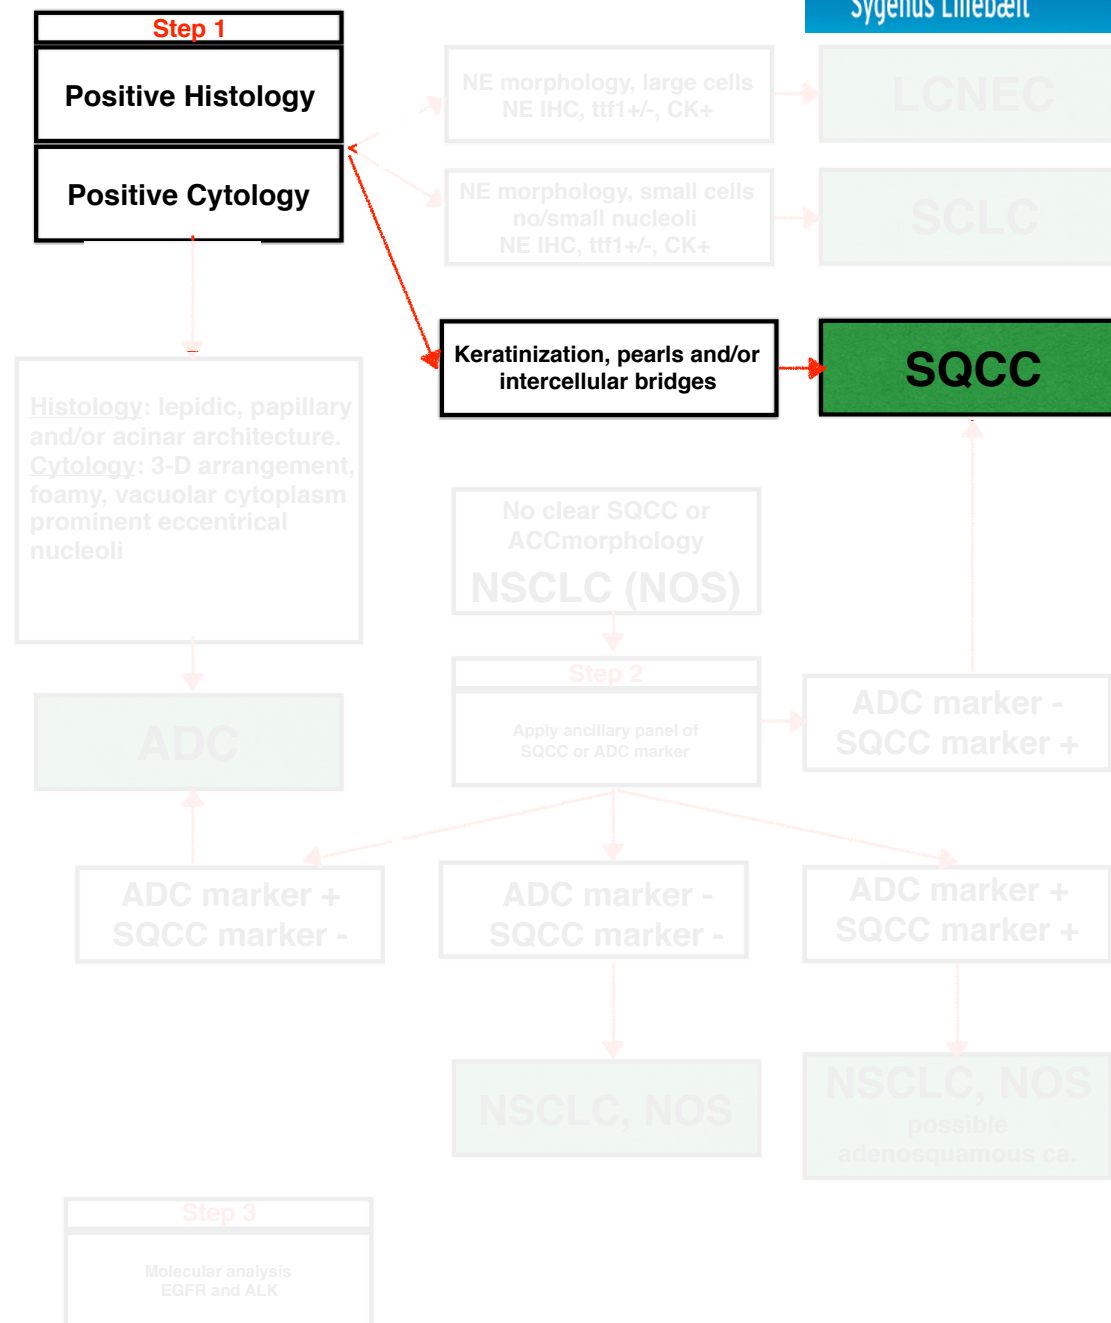 Sygehus Lillebælt
Step 1
Positive Histology
Positive Cytology
NE morphology, large cells
NE IHC, ttf1+/-, CK+
LCNEC
NE morphology, small cells
no/small nucleoli
NE IHC, ttf1+/-, CK+
SCLC
Keratinization, pearls and/or
intercellular bridges
SQCC
Histology: lepidic, papillary
and/or acinar architecture.
Cytology: 3-D arrangement,
foamy, vacuolar cytoplasm
prominent eccentrical
nucleoli
No clear SQCC or
ACCmorphology
NSCLC (NOS)
Step 2
Apply ancillary panel of
SQCC or ADC marker
ADC marker -
SQCC marker +
ADC
ADC marker +
SQCC marker -
ADC marker -
SQCC marker -
ADC marker +
SQCC marker +
NSCLC, NOS
NSCLC, NOS
possible
adenosquamous ca.
Step 3
Molecular analysis
EGFR and ALK